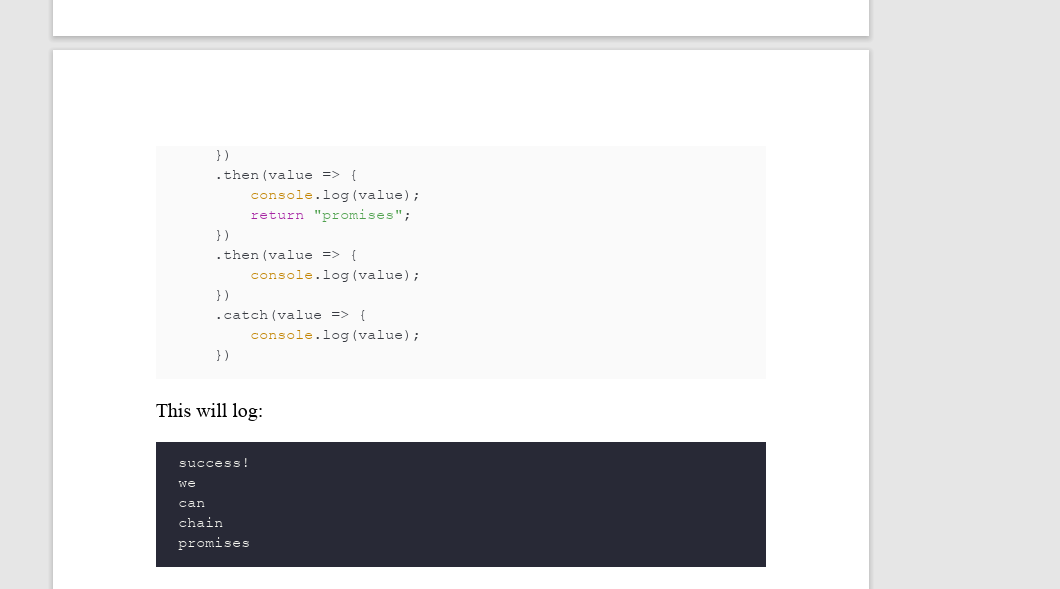 })
.then(value => {
console.log(value);
return "promises";
})
.then(value => {
console.log(value);
})
.catch(value => {
console.log(value);
})
This will log:
success!
we
can
chain
promises